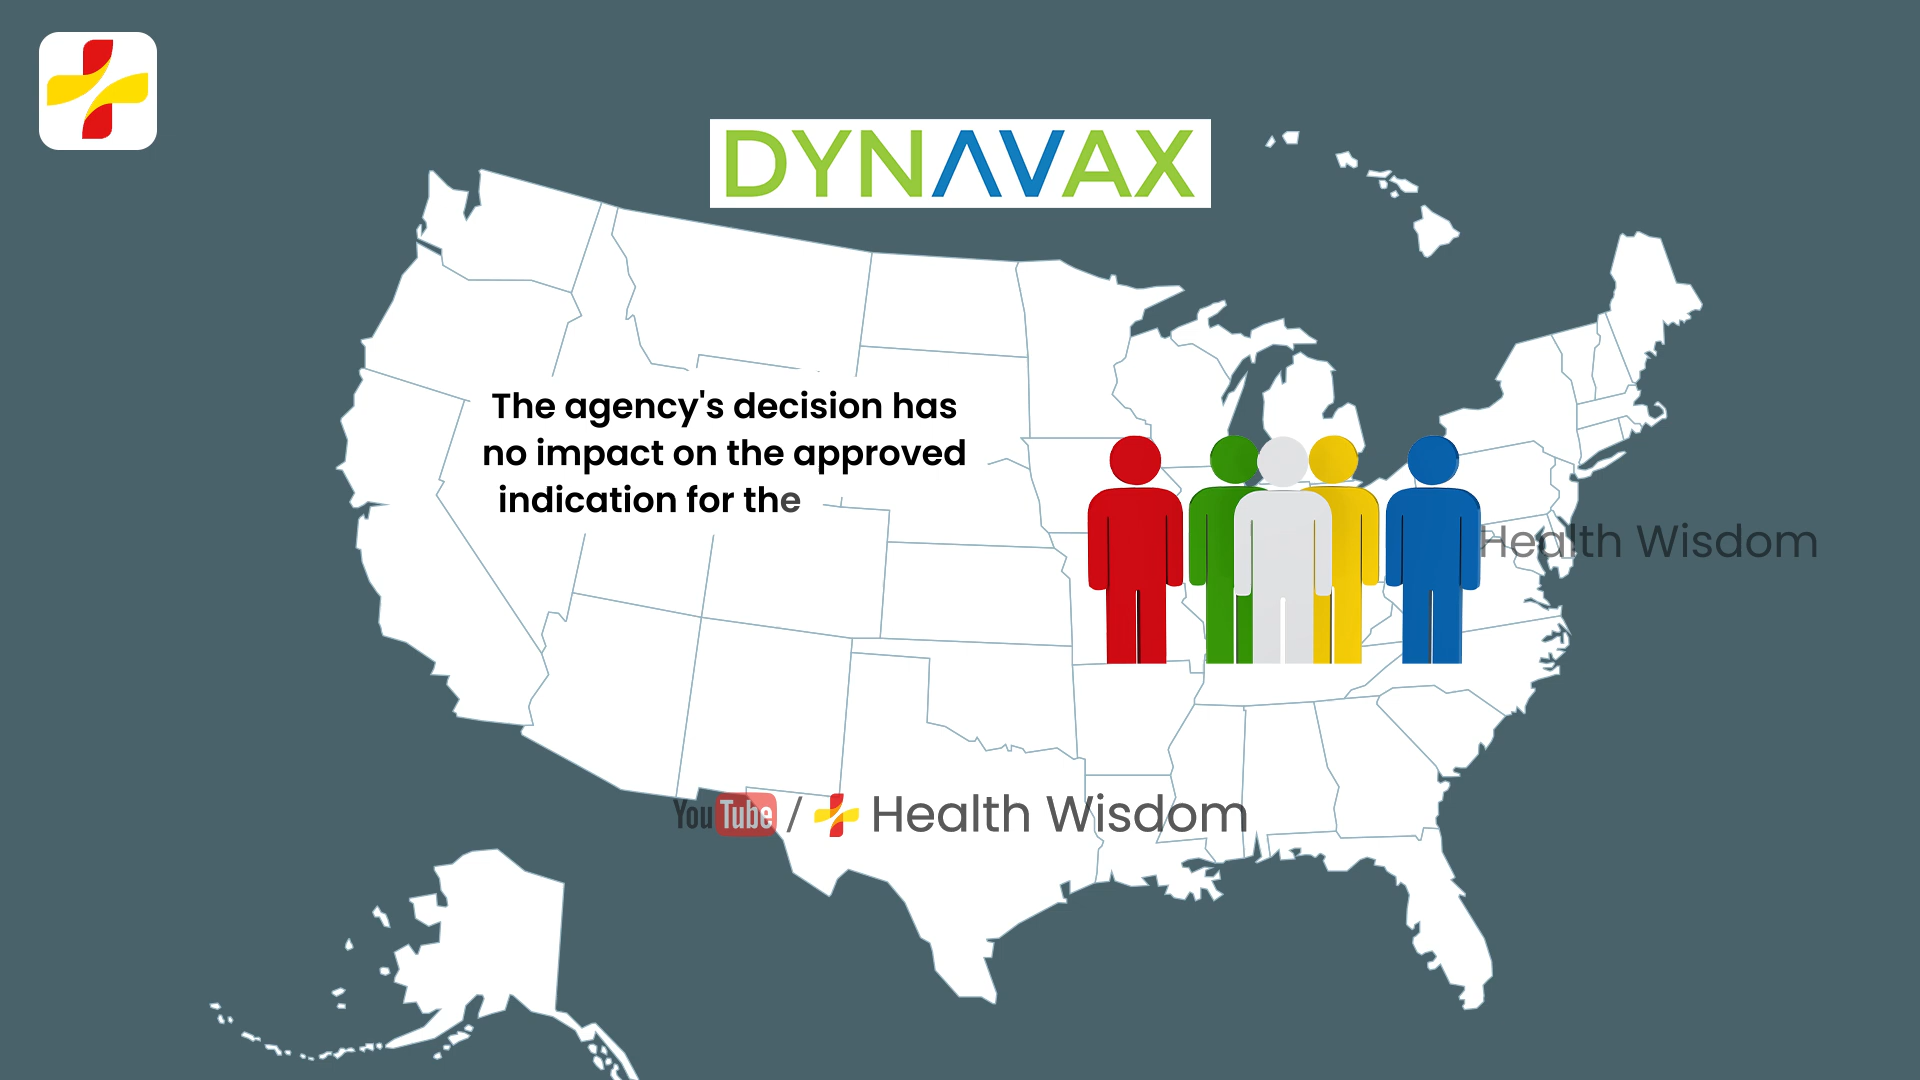 DYNAVAX
The agency's decision has
no impact on the approved
indication for the
Health Wisdom
YouTube / Health Wisdom